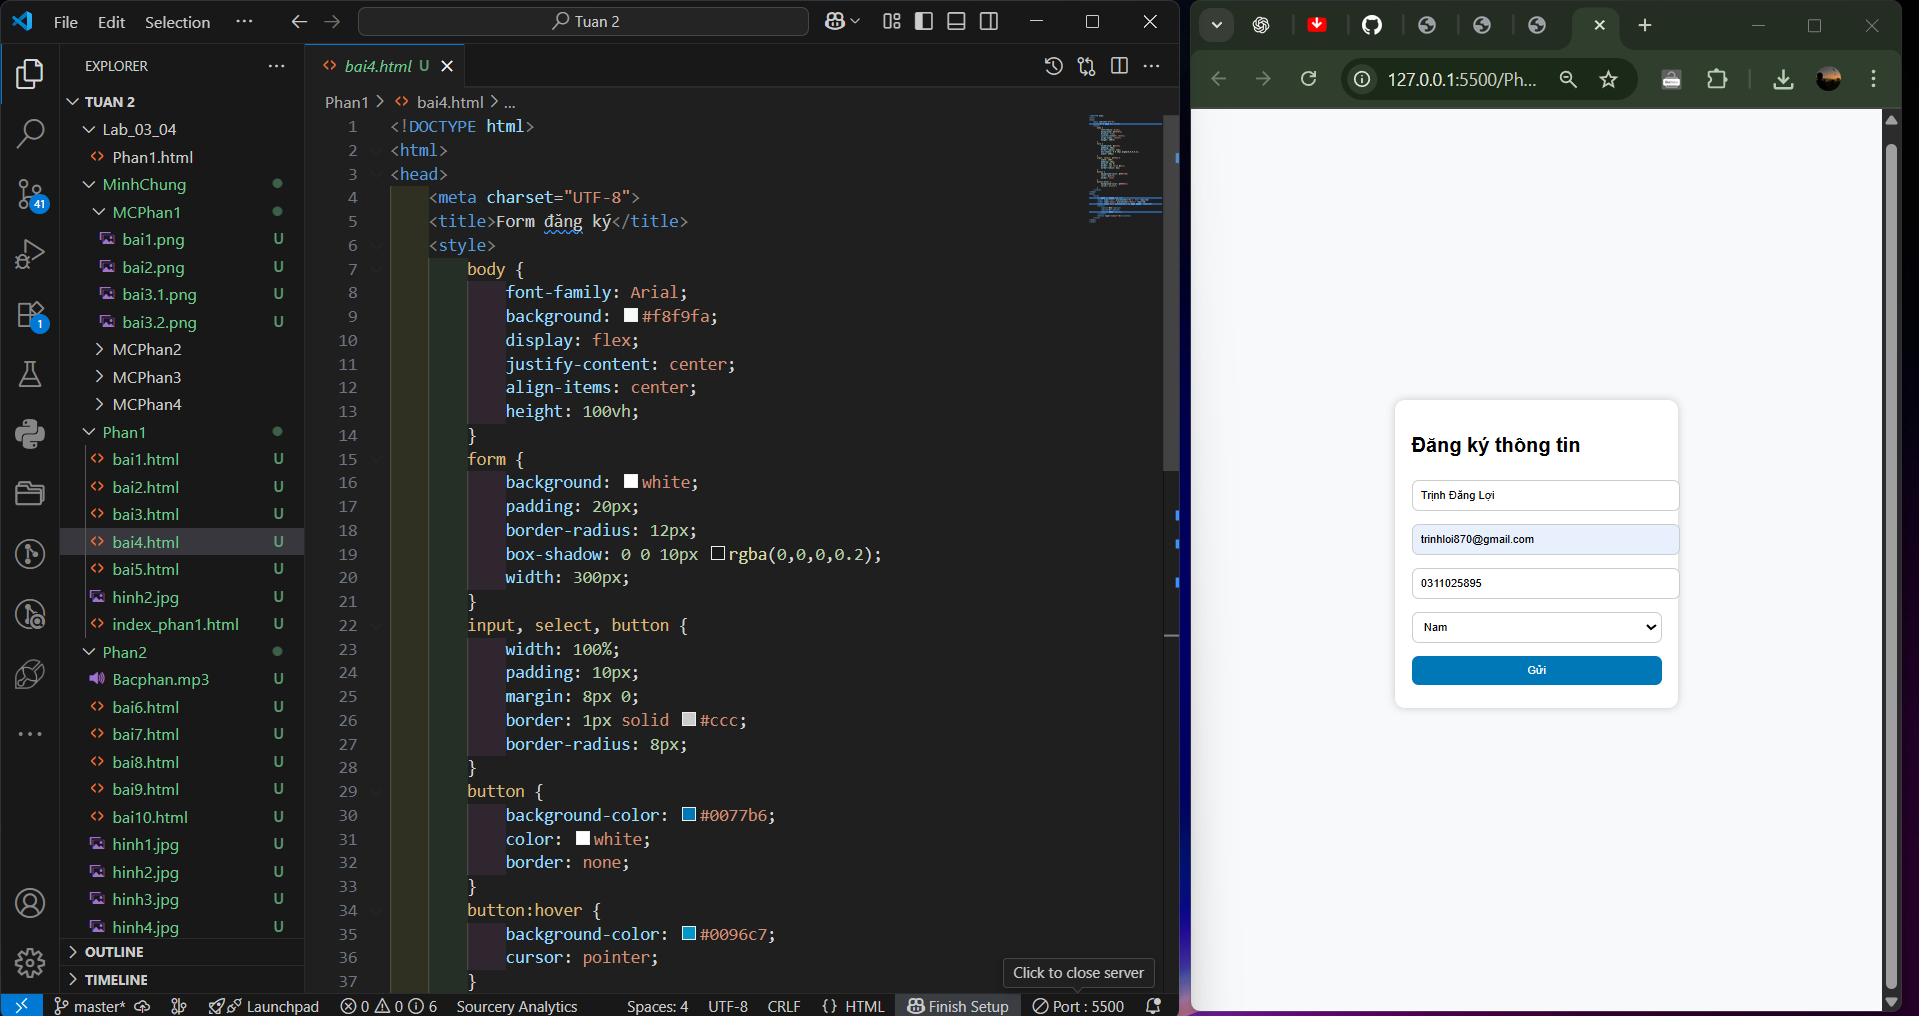 File Edit Selection ...
Tuan 2
EXPLORER
TUAN 2
Lab_03_04
Phan1.html
MinhChung
MCPhan1
bai1.png U
bai2.png U
bai3.1.png U
bai3.2.png U
MCPhan2
MCPhan3
MCPhan4
Phan1
bai1.html U
bai2.html U
bai3.html U
bai4.html U
bai5.html U
hinh2.jpg U
index_phan1.html U
Phan2
Bacphan.mp3 U
bai6.html U
bai7.html U
bai8.html U
bai9.html U
bai10.html U
hinh1.jpg U
hinh2.jpg U
hinh3.jpg U
hinh4.jpg U
OUTLINE
TIMELINE
41
1
bai4.html U
Phan1 > bai4.html > ...
1 <!DOCTYPE html>
2 <html>
3 <head>
4 <meta charset="UTF-8">
5 <title>Form đăng ký</title>
6 <style>
7 body {
8 font-family: Arial;
9 background: #f8f9fa;
10 display: flex;
11 justify-content: center;
12 align-items: center;
13 height: 100vh;
14 }
15 form {
16 background: white;
17 padding: 20px;
18 border-radius: 12px;
19 box-shadow: 0 0 10px rgba(0,0,0,0.2);
20 width: 300px;
21 }
22 input, select, button {
23 width: 100%;
24 padding: 10px;
25 margin: 8px 0;
26 border: 1px solid #ccc;
27 border-radius: 8px;
28 }
29 button {
30 background-color: #0077b6;
31 color: white;
32 border: none;
33 }
34 button:hover {
35 background-color: #0096c7;
36 cursor: pointer;
37 }
Click to close server
master* Launchpad 0 0 6 Sourcery Analytics Spaces: 4 UTF-8 CRLF {} HTML Finish Setup Port : 5500
127.0.0.1:5500/Ph...
Đăng ký thông tin
Trịnh Đăng Lợi
trinhloi870@gmail.com
0311025895
Nam
Gửi